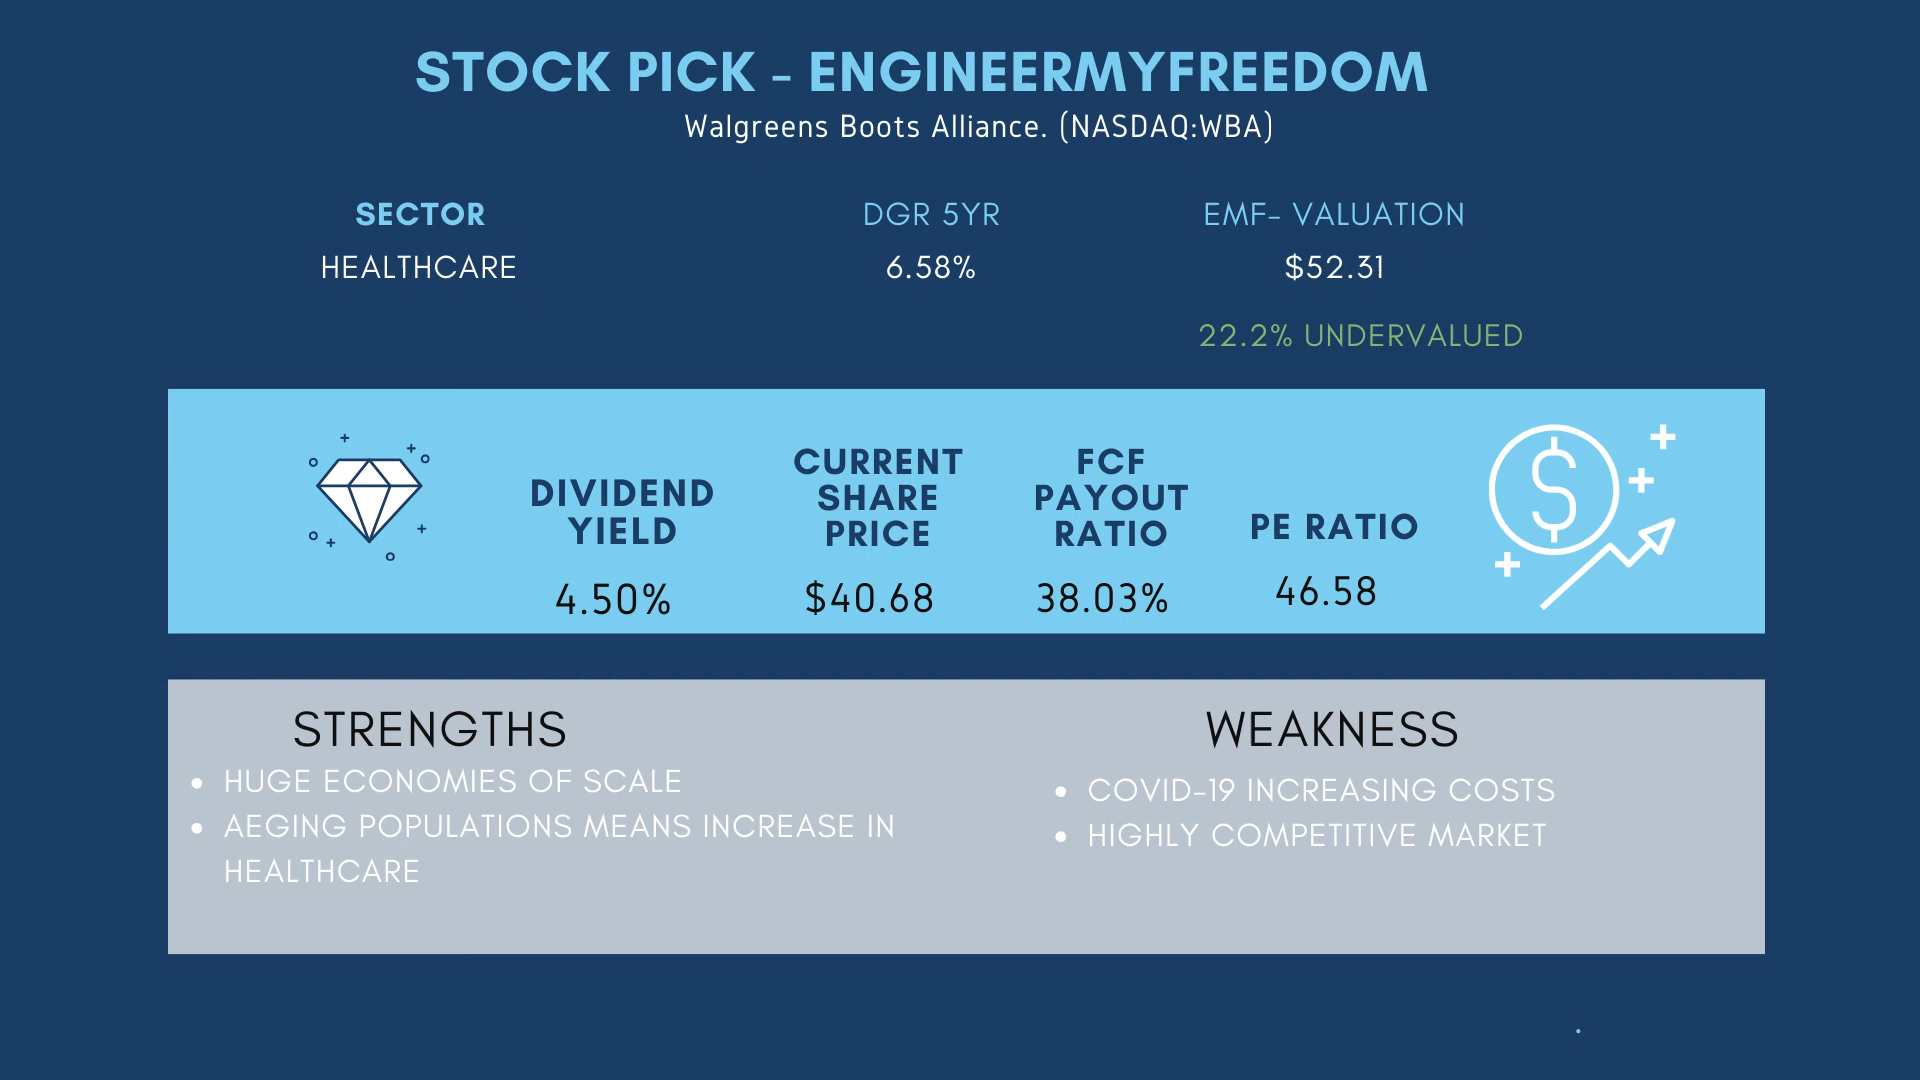 STOCK PICK - ENGINEERMYFREEDOM
Walgreens Boots Alliance. (NASDAQ:WBA)
SECTOR
HEALTHCARE
DGR 5YR
6.58%
EMF- VALUATION
$52.31
22.2% UNDERVALUED
DIVIDEND
YIELD
4.50%
CURRENT
SHARE
PRICE
$40.68
FCF
PAYOUT
RATIO
38.03%
PE RATIO
46.58
$
STRENGTHS
• HUGE ECONOMIES OF SCALE
• AEGING POPULATIONS MEANS INCREASE IN
HEALTHCARE
WEAKNESS
• COVID-19 INCREASING COSTS
• HIGHLY COMPETITIVE MARKET
.